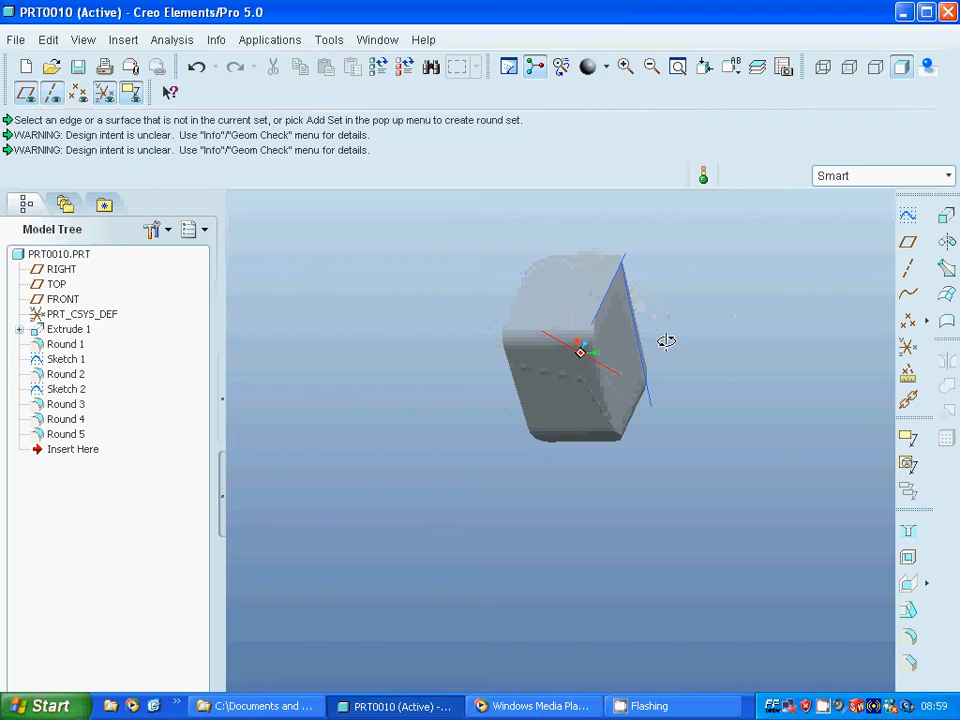 PRT0010 (Active) - Creo Elements/Pro 5.0
File Edit View Insert Analysis Info Applications Tools Window Help
Select an edge or a surface that is not in the current set, or pick Add Set in the pop up menu to create round set.
WARNING: Design intent is unclear. Use "Info"/"Geom Check" menu for details.
WARNING: Design intent is unclear. Use "Info"/"Geom Check" menu for details.
Smart
Model Tree
PRT0010.PRT
RIGHT
TOP
FRONT
PRT_CSYS_DEF
Extrude 1
Round 1
Sketch 1
Round 2
Sketch 2
Round 3
Round 4
Round 5
Insert Here
Start
C:\Documents and ...
PRT0010 (Active) -...
Windows Media Pla...
Flashing
08:59